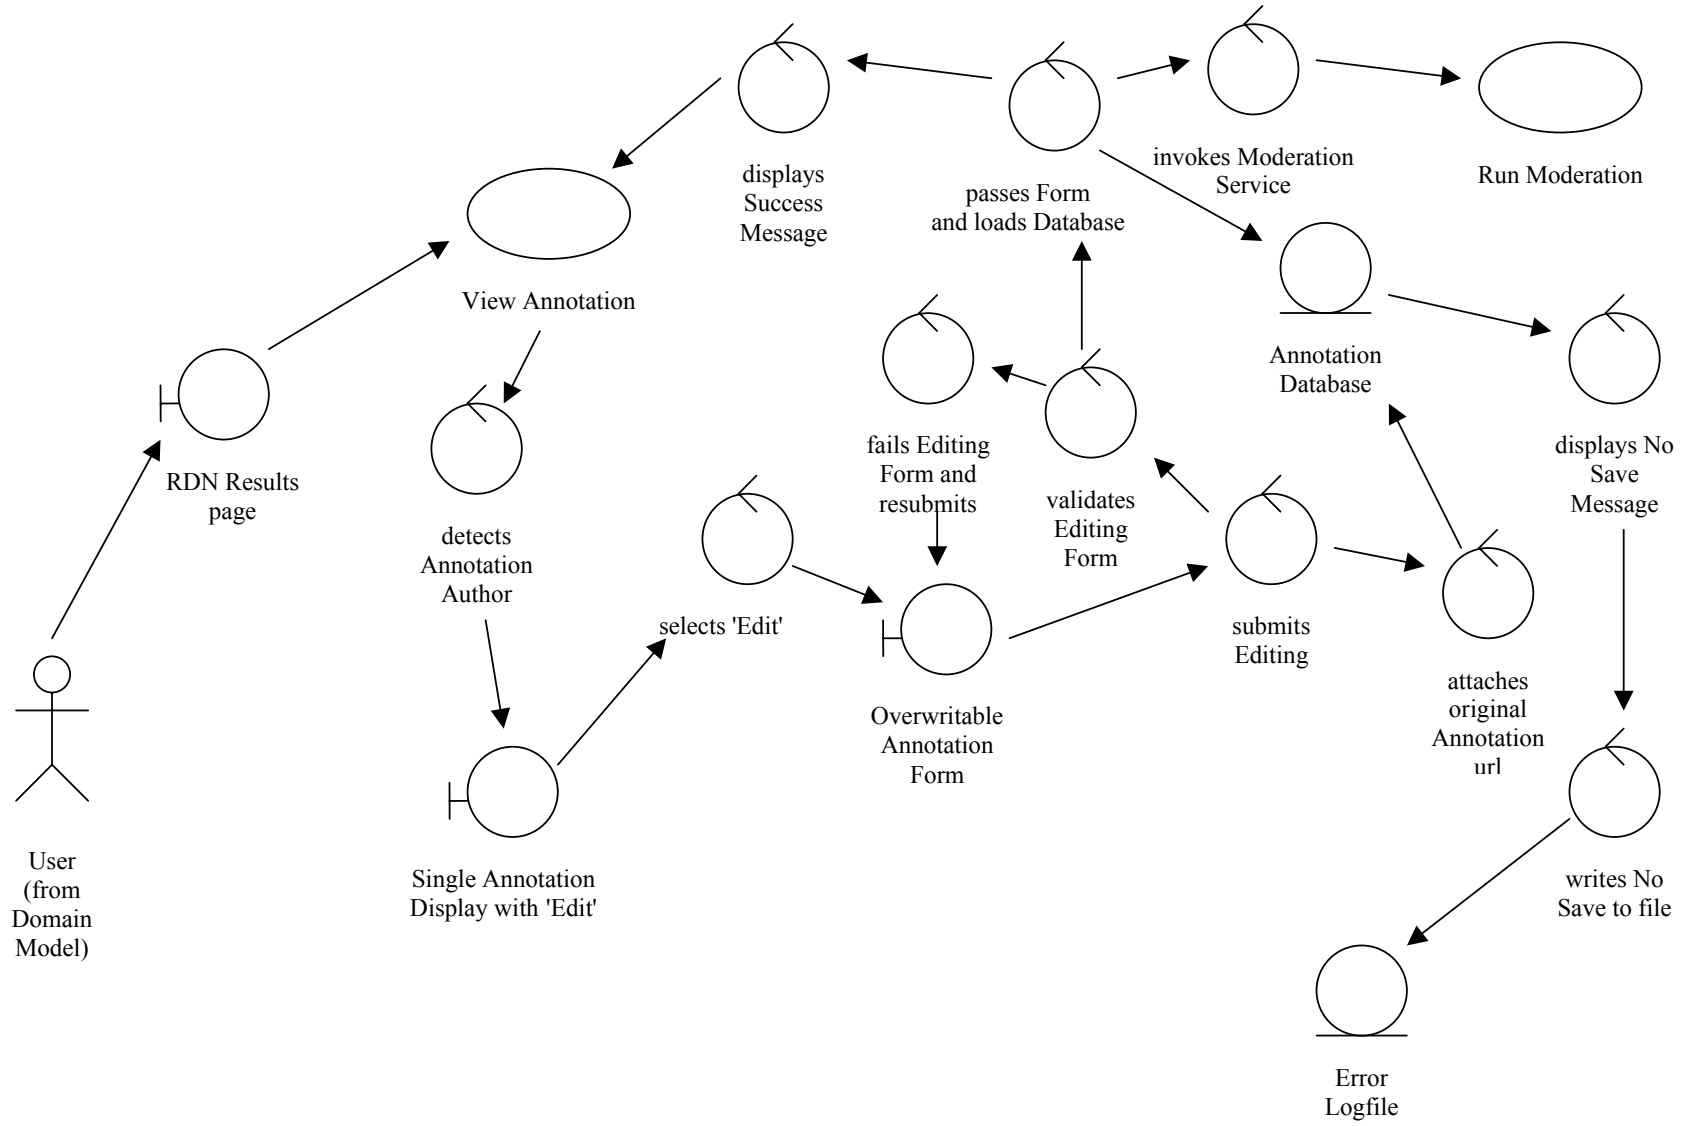 displays
Success
Message
passes Form
and loads Database
invokes Moderation
Service
Run Moderation
View Annotation
RDN Results
page
detects
Annotation
Author
fails Editing
Form and
resubmits
validates
Editing
Form
Annotation
Database
displays No
Save
Message
selects 'Edit'
submits
Editing
attaches
original
Annotation
url
Overwritable
Annotation
Form
User
(from
Domain
Model)
Single Annotation
Display with 'Edit'
writes No
Save to file
Error
Logfile